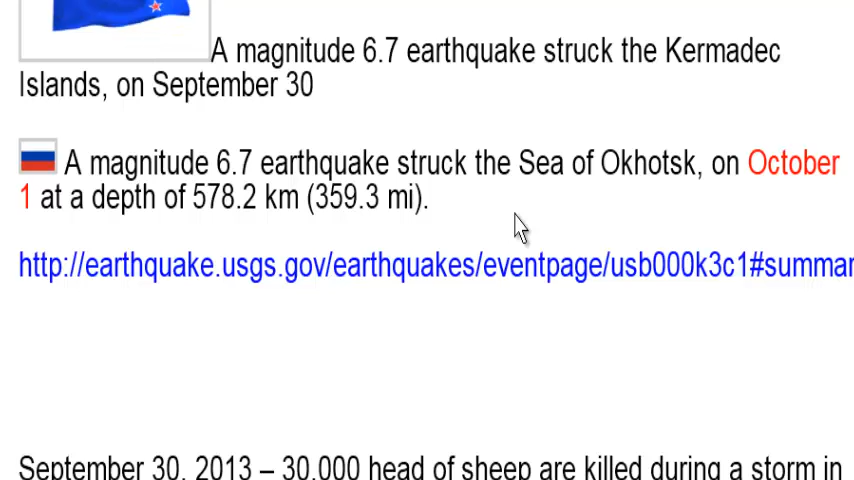 A magnitude 6.7 earthquake struck the Kermadec
Islands, on September 30
A magnitude 6.7 earthquake struck the Sea of Okhotsk, on October
1 at a depth of 578.2 km (359.3 mi).
http://earthquake.usgs.gov/earthquakes/eventpage/usb000k3c1#summar
September 30, 2013 – 30,000 head of sheep are killed during a storm in